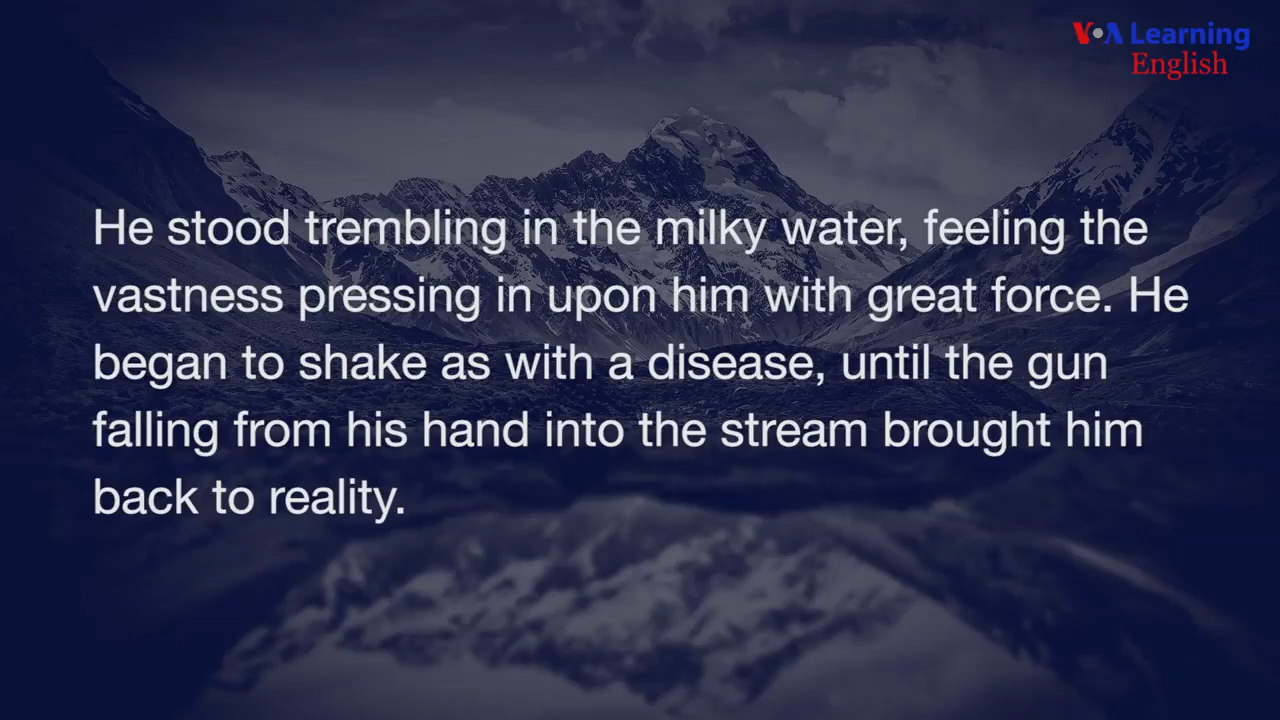 VOA Learning
English
He stood trembling in the milky water, feeling the
vastness pressing in upon him with great force. He
began to shake as with a disease, until the gun
falling from his hand into the stream brought him
back to reality.